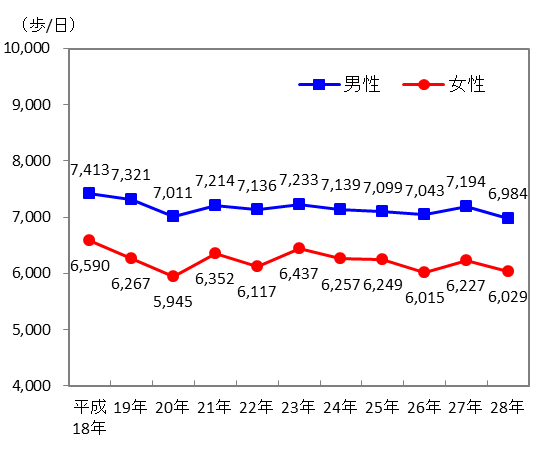 （歩/日）
10,000
9,000
8,000
7,000
6,000
5,000
4,000
男性 女性
7,413 7,321 7,011 7,214 7,136 7,233 7,139 7,099 7,043 7,194 6,984
6,590 6,267 5,945 6,352 6,117 6,437 6,257 6,249 6,015 6,227 6,029
平成 19年 20年 21年 22年 23年 24年 25年 26年 27年 28年
18年